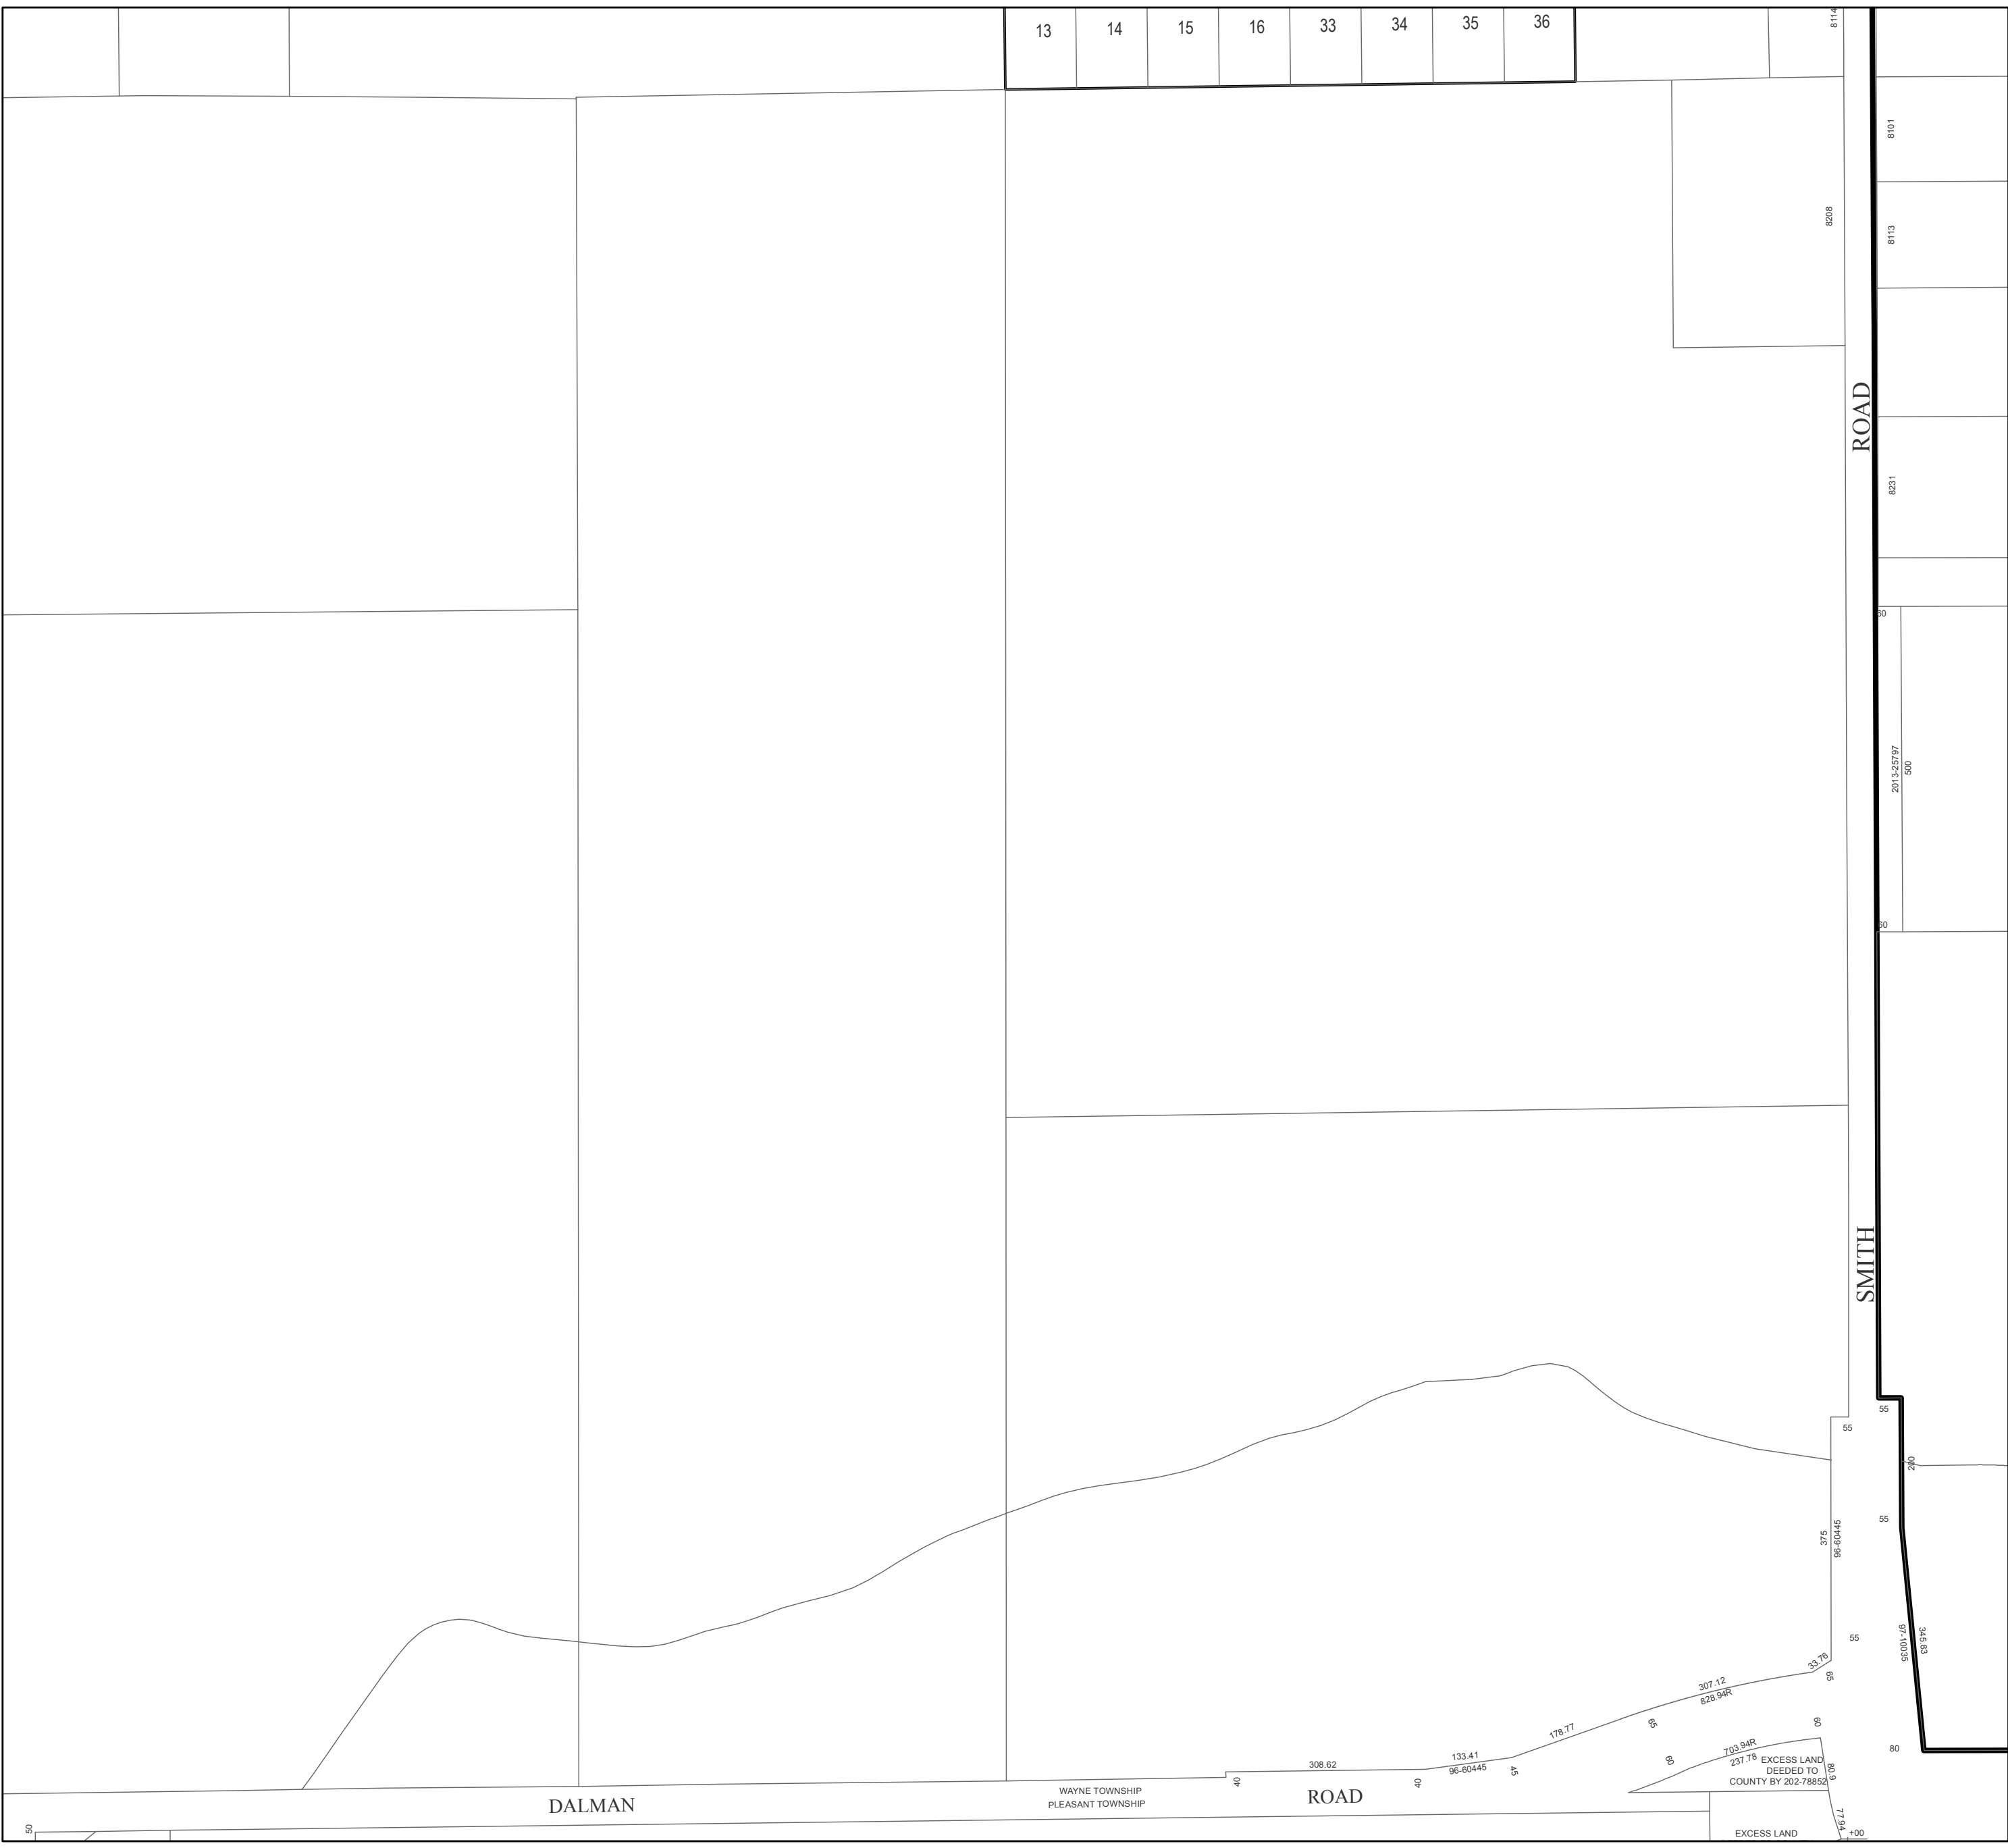 13 14 15 16 33 34 35 36
8114
8101
8208
8113
ROAD
8231
60
2013-25797
500
60
SMITH
55
55
200
55
375
96-60445
55
97-10035
345.83
33.76
65
307.12
828.94R
65
60
178.77
703.94R
237.78
60
80
133.41
96-60445
308.62
45
40
40
EXCESS LAND
DEEDED TO
COUNTY BY 202-78852
80.9
WAYNE TOWNSHIP
PLEASANT TOWNSHIP
DALMAN
ROAD
77.94
50
EXCESS LAND
+00